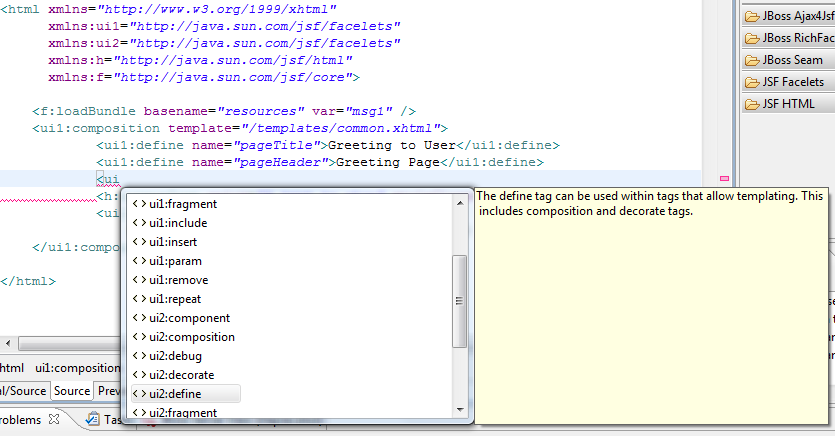 <html xmlns="http://www.w3.org/1999/xhtml"
xmlns:ui1="http://java.sun.com/jsf/facelets"
xmlns:ui2="http://java.sun.com/jsf/facelets"
xmlns:h="http://java.sun.com/jsf/html"
xmlns:f="http://java.sun.com/jsf/core">
<f:loadBundle basename="resources" var="msg1" />
<ui1:composition template="/templates/common.xhtml">
<ui1:define name="pageTitle">Greeting to User</ui1:define>
<ui1:define name="pageHeader">Greeting Page</ui1:define>
<ui
<h:
<ui
</ui1:compo
</html>
ui1:fragment
ui1:include
ui1:insert
ui1:param
ui1:remove
ui1:repeat
ui2:component
ui2:composition
ui2:debug
ui2:decorate
ui2:define
ui2:fragment
The define tag can be used within tags that allow templating. This
includes composition and decorate tags.
JBoss Ajax4Jsf
JBoss RichFac
JBoss Seam
JSF Facelets
JSF HTML
html ui1:composition
l/Source Source Prev
roblems Tas